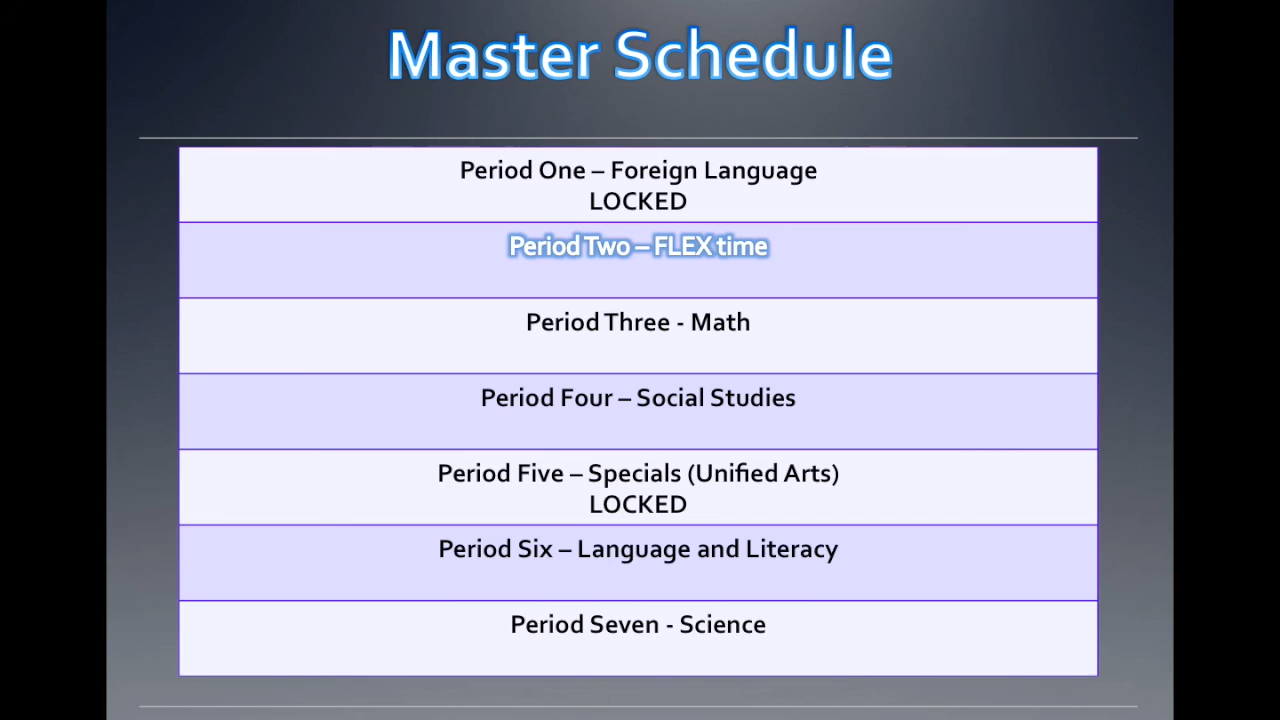 Master Schedule
Period One – Foreign Language
LOCKED
Period Two – FLEX time
Period Three - Math
Period Four – Social Studies
Period Five – Specials (Unified Arts)
LOCKED
Period Six – Language and Literacy
Period Seven - Science